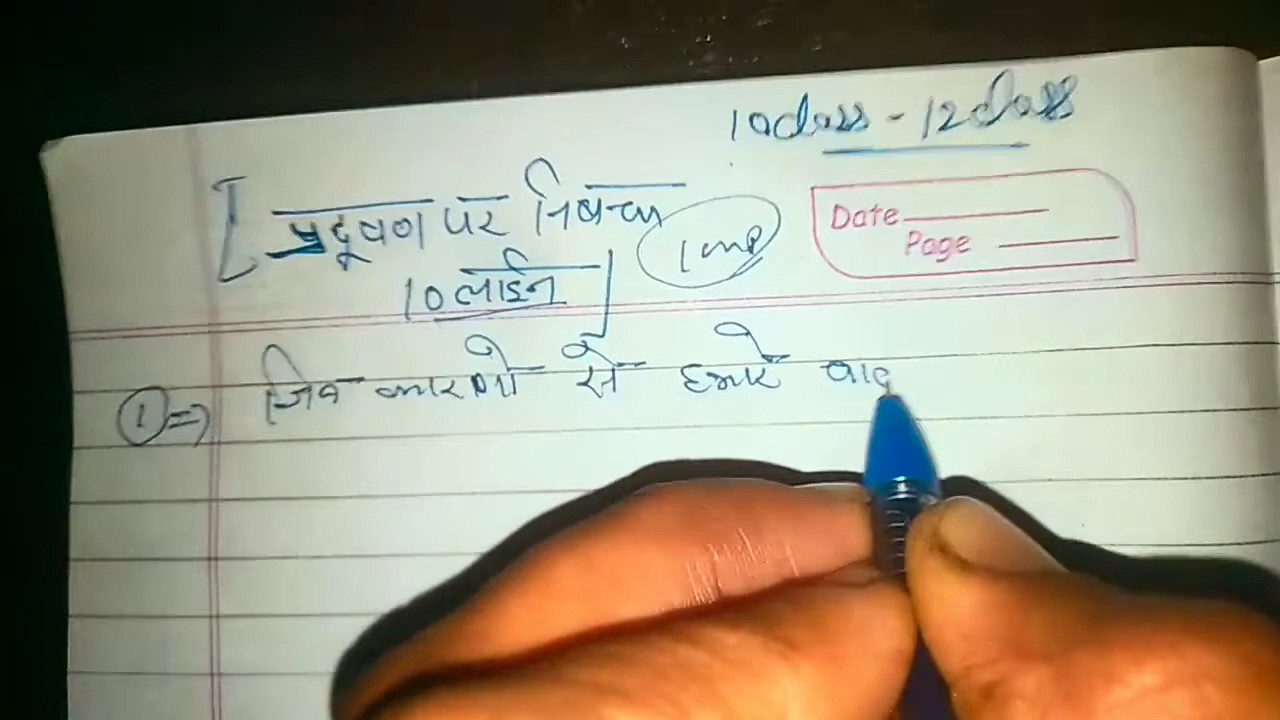 10class - 12class
[ प्रदूषण पर निबन्ध
10 लाईन ]
Imp
Date
Page
① => जिन कारणों से हमारे